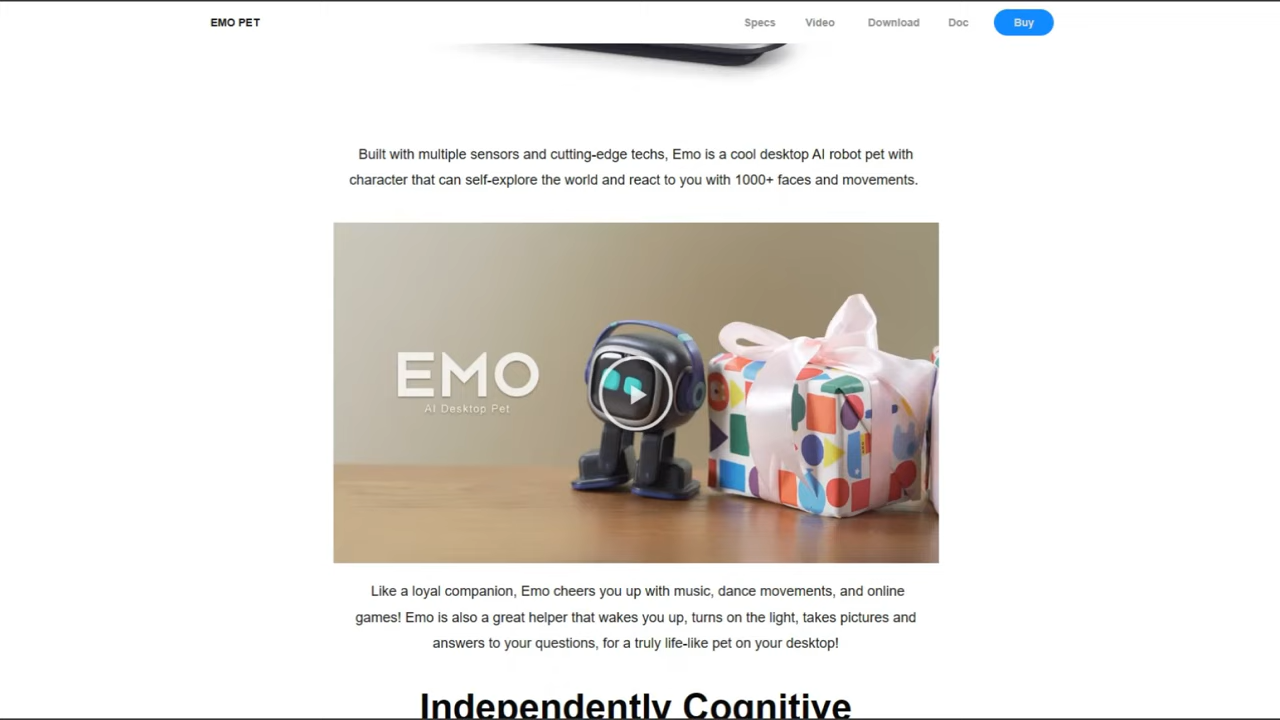 EMO PET
Specs
Video
Download
Doc
Buy
Built with multiple sensors and cutting-edge techs, Emo is a cool desktop AI robot pet with
character that can self-explore the world and react to you with 1000+ faces and movements.
EMO
AI Desktop Pet
Like a loyal companion, Emo cheers you up with music, dance movements, and online
games! Emo is also a great helper that wakes you up, turns on the light, takes pictures and
answers to your questions, for a truly life-like pet on your desktop!
Independently Cognitive